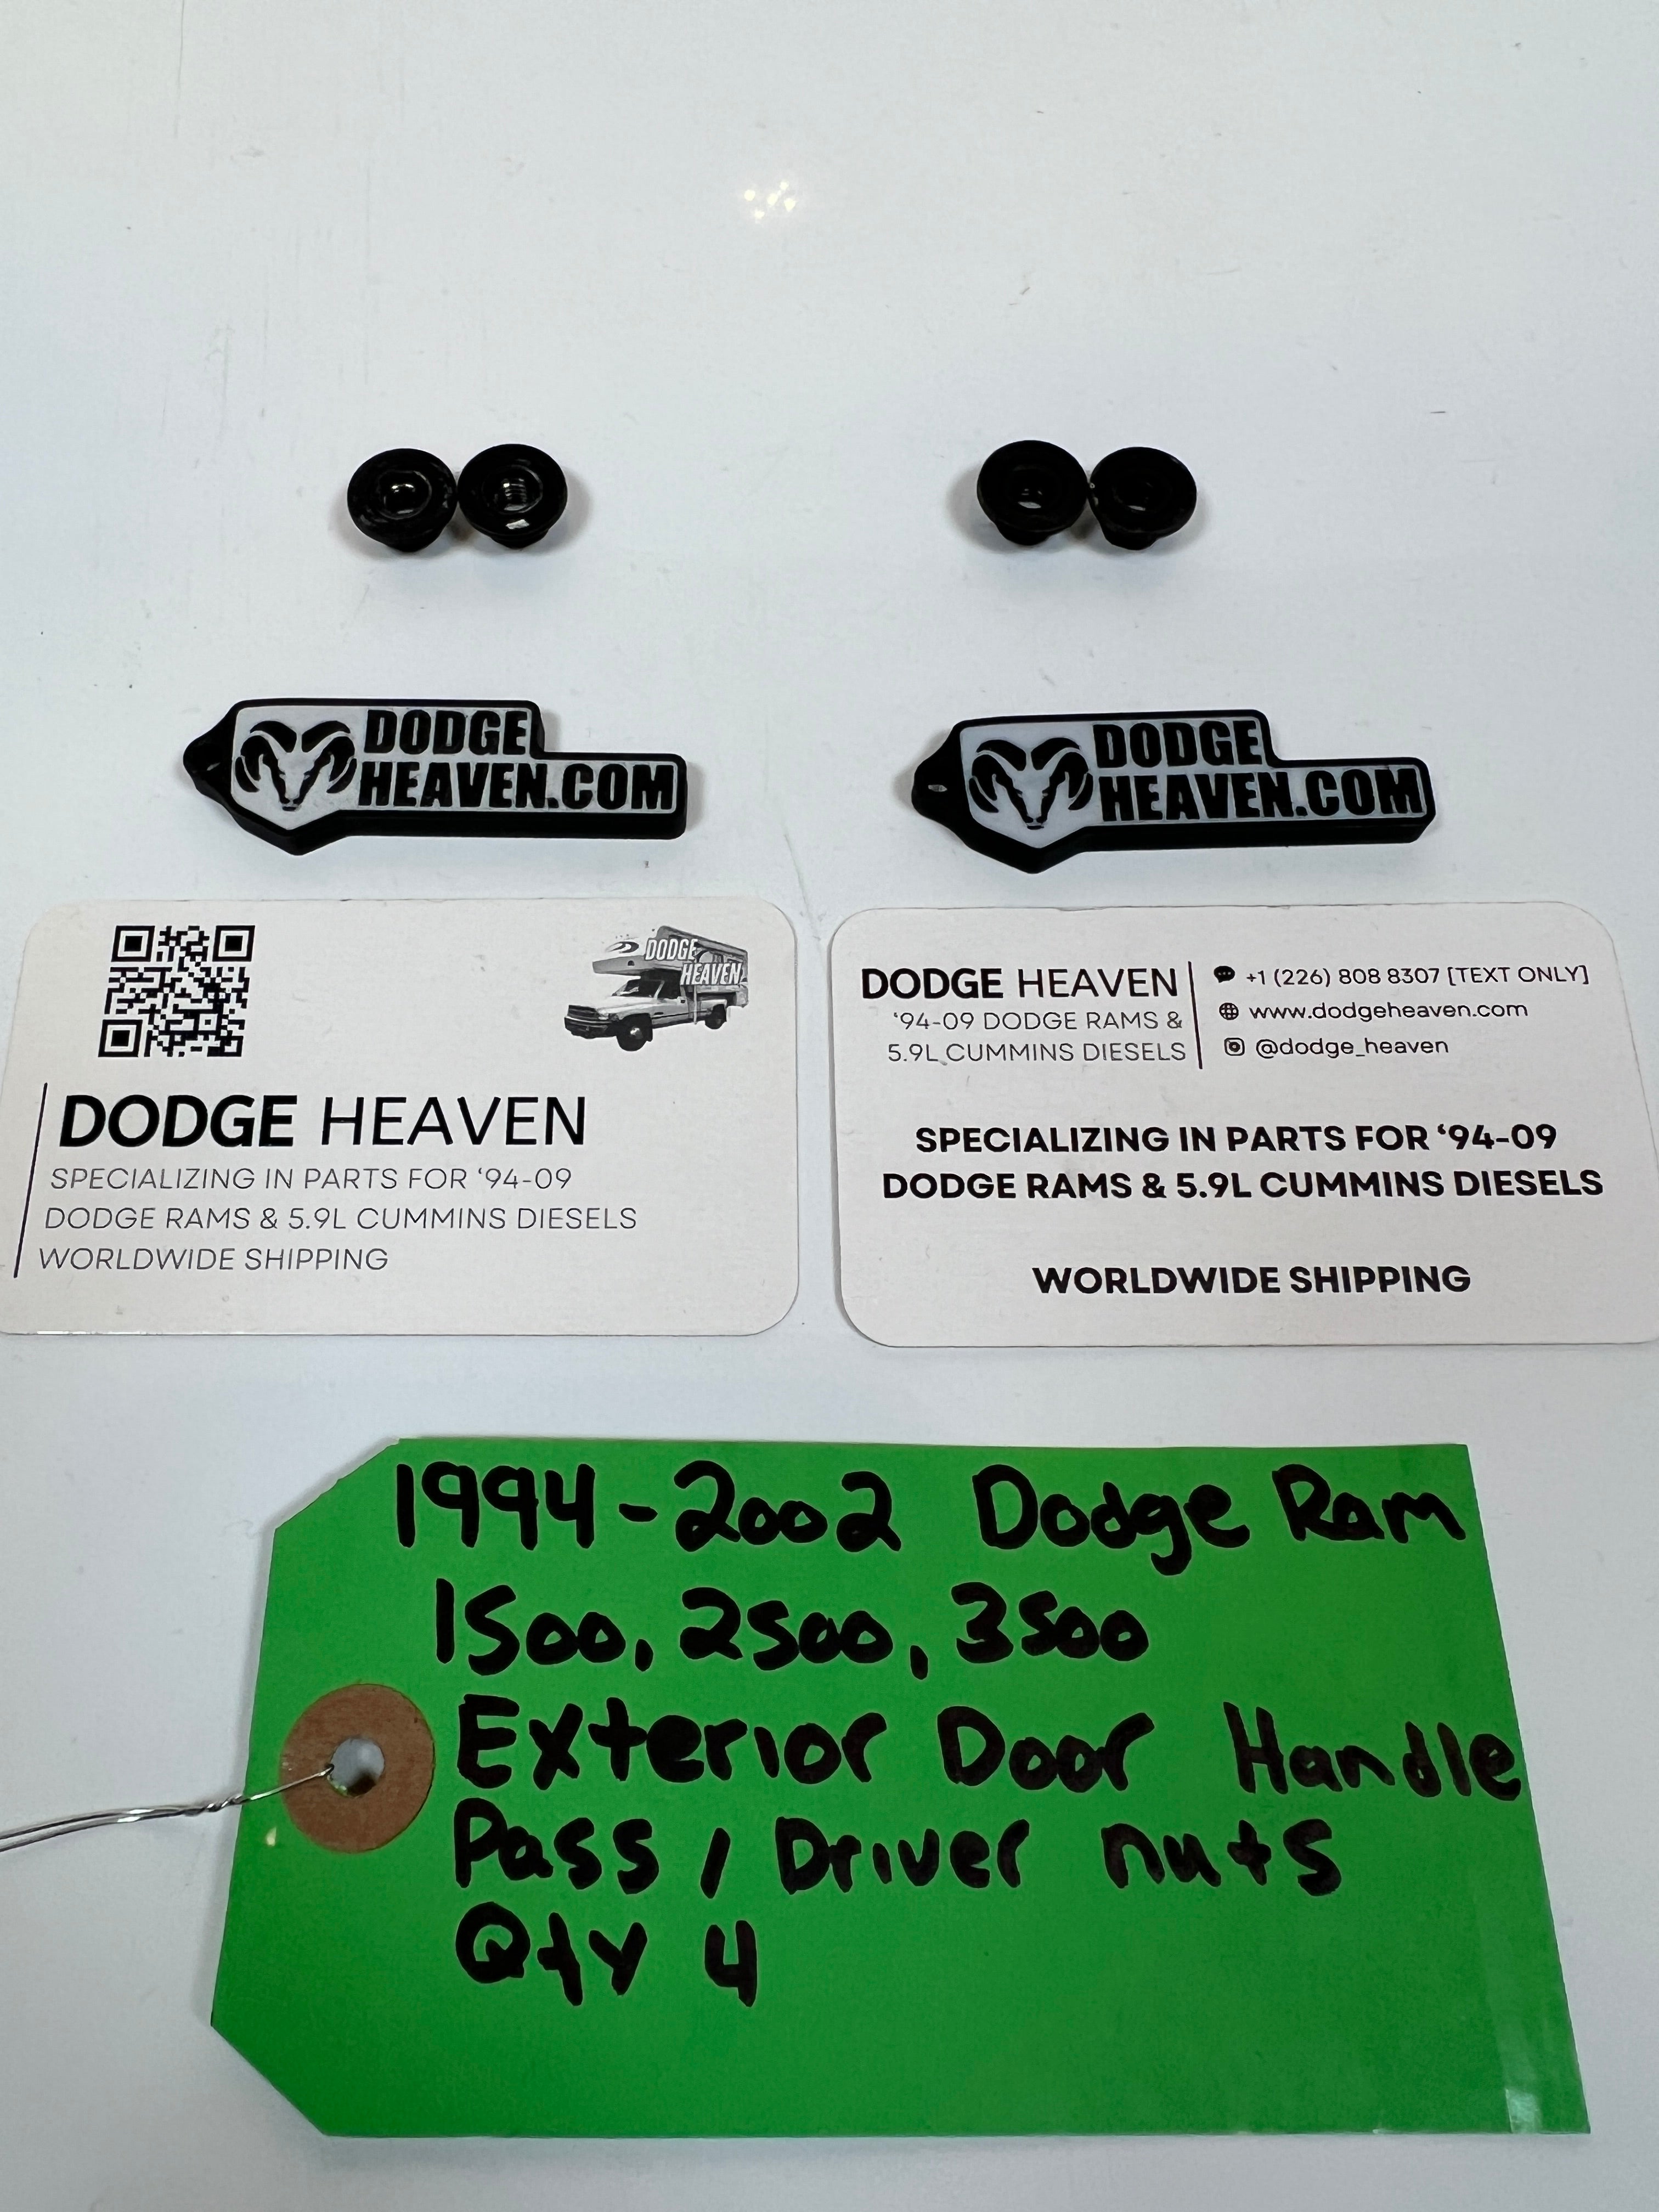 DODGE
HEAVEN.COM
DODGE
HEAVEN.COM
DODGE
HEAVEN
DODGE HEAVEN
SPECIALIZING IN PARTS FOR ‘94-09
DODGE RAMS & 5.9L CUMMINS DIESELS
WORLDWIDE SHIPPING
DODGE HEAVEN
‘94-09 DODGE RAMS &
5.9L CUMMINS DIESELS
+1 (226) 808 8307 [TEXT ONLY]
www.dodgeheaven.com
@dodge_heaven
SPECIALIZING IN PARTS FOR ‘94-09
DODGE RAMS & 5.9L CUMMINS DIESELS
WORLDWIDE SHIPPING
1994-2002 Dodge Ram
1500, 2500, 3500
Exterior Door Handle
Pass / Driver nuts
Qty 4